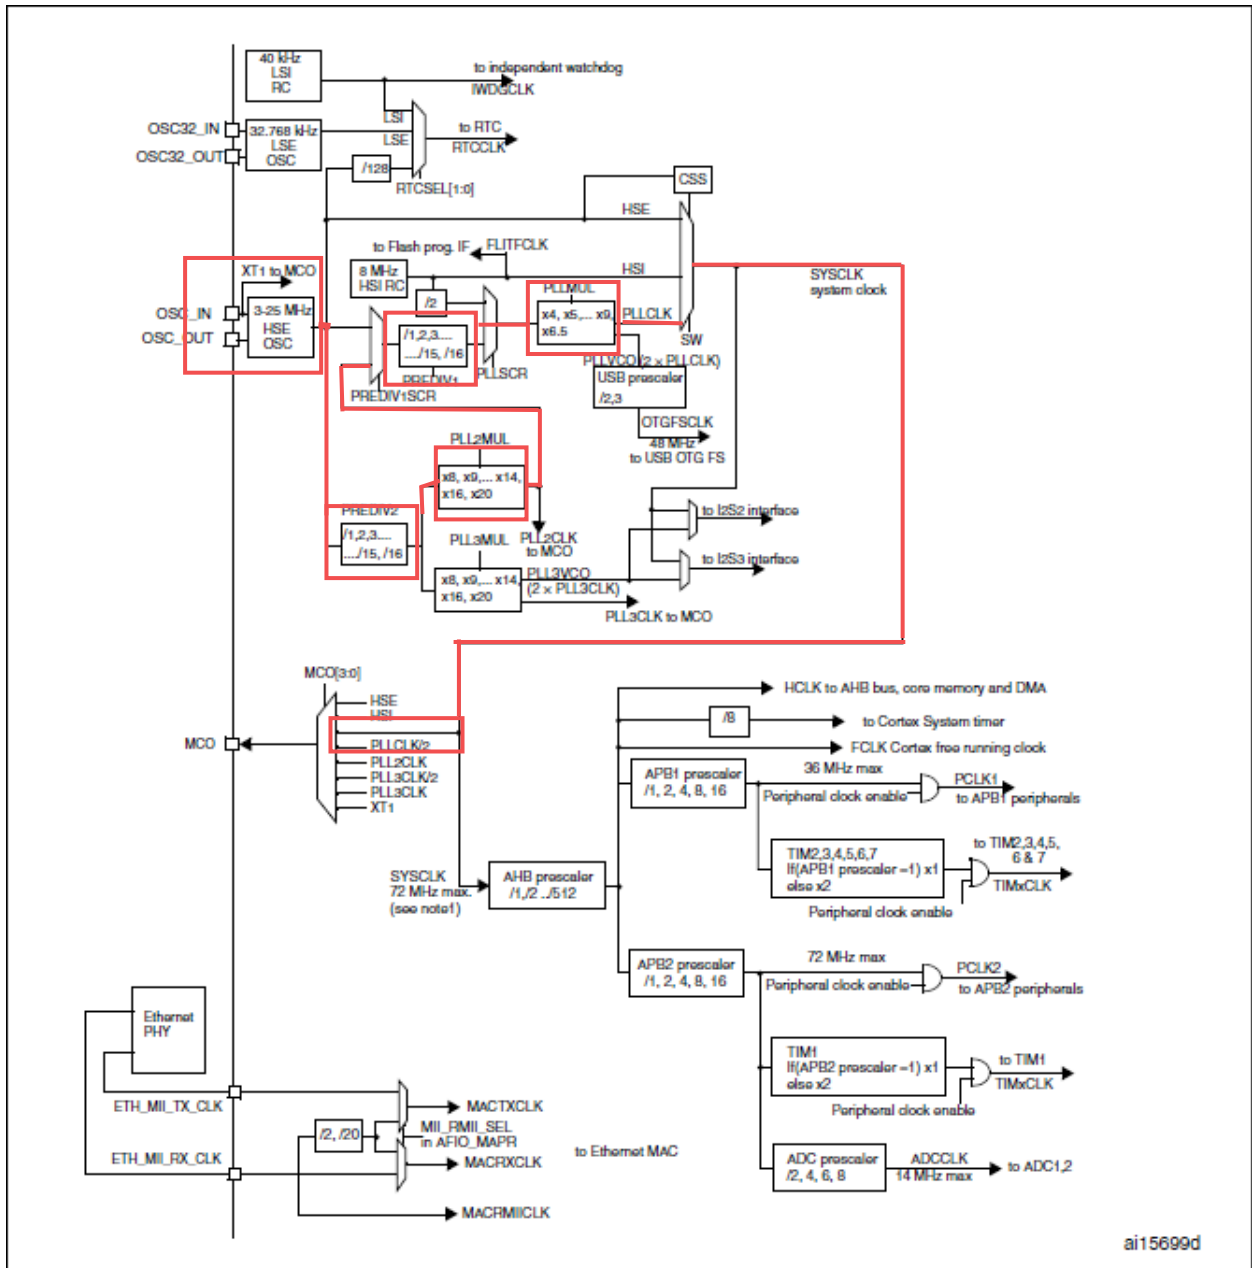 40 kHz
LSI
RC
to independent watchdog
IWDGCLK
OSC32_IN
OSC32_OUT
32.768 kHz
LSE
OSC
LSI
LSE
to RTC
RTCCLK
/128
RTCSEL[1:0]
CSS
HSE
to Flash prog. IF
FLITFCLK
XT1 to MCO
8 MHz
HSI RC
HSI
SYSCLK
system clock
/2
PLLMUL
OSC_IN
OSC_OUT
3-25 MHz
HSE
OSC
x4, x5,... x9,
x6.5
PLLCLK
SW
/1,2,3....
..../15, /16
PREDIV1
PLLSCR
PREDIV1SCR
PLLVCO (2 × PLLCLK)
USB prescaler
/2,3
OTGFSCLK
48 MHz
to USB OTG FS
PLL2MUL
x8, x9,... x14,
x16, x20
PLL2CLK
to MCO
PREDIV2
/1,2,3....
..../15, /16
PLL3MUL
x8, x9,... x14,
x16, x20
PLL3VCO
(2 × PLL3CLK)
PLL3CLK to MCO
to I2S2 interface
to I2S3 interface
MCO[3:0]
HSE
HSI
PLLCLK/2
PLL2CLK
PLL3CLK/2
PLL3CLK
XT1
MCO
SYSCLK
72 MHz max.
(see note1)
AHB prescaler
/1,/2 ../512
HCLK to AHB bus, core memory and DMA
/8
to Cortex System timer
FCLK Cortex free running clock
APB1 prescaler
/1, 2, 4, 8, 16
36 MHz max
Peripheral clock enable
PCLK1
to APB1 peripherals
TIM2,3,4,5,6,7
If(APB1 prescaler =1) x1
else x2
to TIM2,3,4,5,
6 & 7
TIMxCLK
Peripheral clock enable
APB2 prescaler
/1, 2, 4, 8, 16
72 MHz max
Peripheral clock enable
PCLK2
to APB2 peripherals
TIM1
If(APB2 prescaler =1) x1
else x2
to TIM1
TIMxCLK
Peripheral clock enable
ADC prescaler
/2, 4, 6, 8
ADCCLK
14 MHz max
to ADC1,2
Ethernet
PHY
ETH_MII_TX_CLK
ETH_MII_RX_CLK
/2, /20
MACTXCLK
MII_RMII_SEL
in AFIO_MAPR
MACRXCLK
to Ethernet MAC
MACRMIICLK
ai15699d